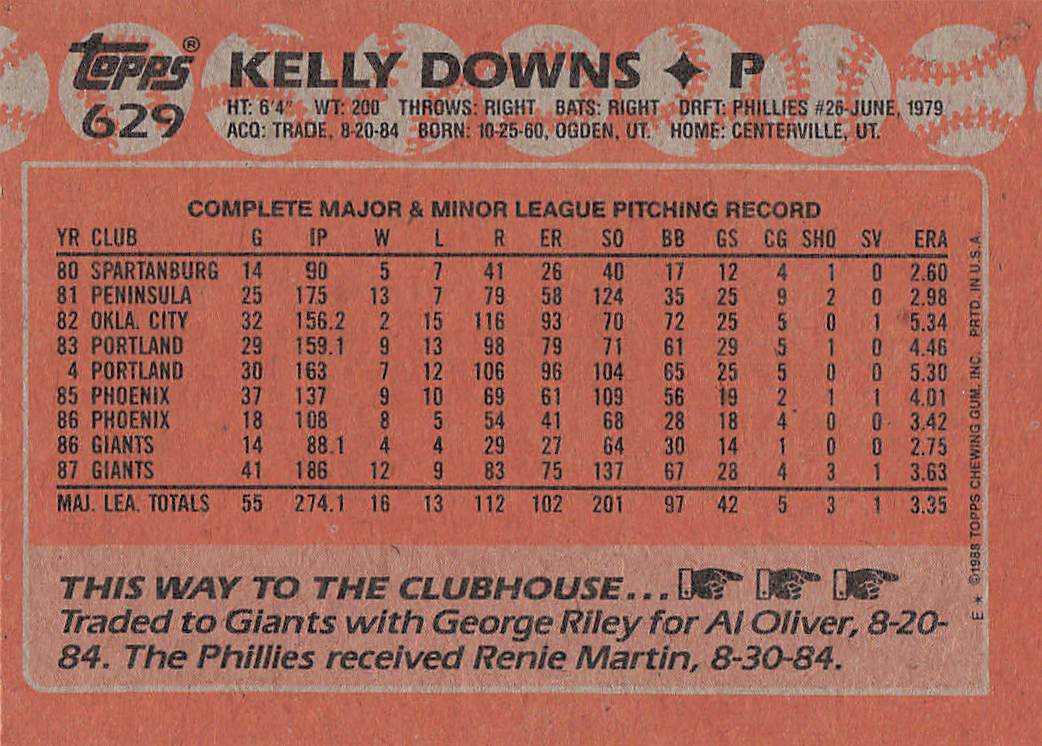 Topps®
629
KELLY DOWNS ✦ P
HT: 6'4" WT: 200 THROWS: RIGHT BATS: RIGHT DRFT: PHILLIES #26-JUNE, 1979
ACQ: TRADE, 8-20-84 BORN: 10-25-60, OGDEN, UT. HOME: CENTERVILLE, UT.
COMPLETE MAJOR & MINOR LEAGUE PITCHING RECORD
YR CLUB G IP W L R ER SO BB GS CG SHO SV ERA
80 SPARTANBURG 14 90 5 7 41 26 40 17 12 4 1 0 2.60
81 PENINSULA 25 175 13 7 79 58 124 35 25 9 2 0 2.98
82 OKLA. CITY 32 156.2 2 15 116 93 70 72 25 5 0 1 5.34
83 PORTLAND 29 159.1 9 13 98 79 71 61 29 5 1 0 4.46
4 PORTLAND 30 163 7 12 106 96 104 65 25 5 0 0 5.30
85 PHOENIX 37 137 9 10 69 61 109 56 19 2 1 1 4.01
86 PHOENIX 18 108 8 5 54 41 68 28 18 4 0 0 3.42
86 GIANTS 14 88.1 4 4 29 27 64 30 14 1 0 0 2.75
87 GIANTS 41 186 12 9 83 75 137 67 28 4 3 1 3.63
MAJ. LEA. TOTALS 55 274.1 16 13 112 102 201 97 42 5 3 1 3.35
THIS WAY TO THE CLUBHOUSE...
Traded to Giants with George Riley for Al Oliver, 8-20-
84. The Phillies received Renie Martin, 8-30-84.
E * ©1988 TOPPS CHEWING GUM, INC. PRTD. IN U.S.A.